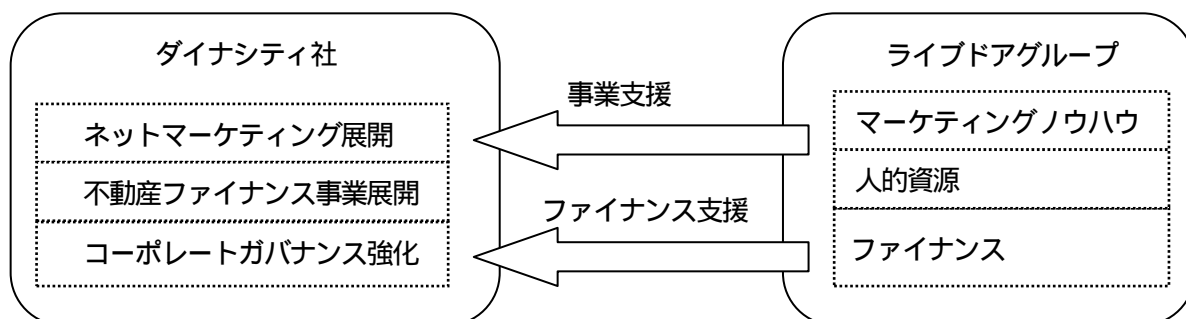 ダイナシティ社
ネットマーケティング展開
不動産ファイナンス事業展開
コーポレートガバナンス強化
事業支援
ファイナンス支援
ライブドアグループ
マーケティングノウハウ
人的資源
ファイナンス